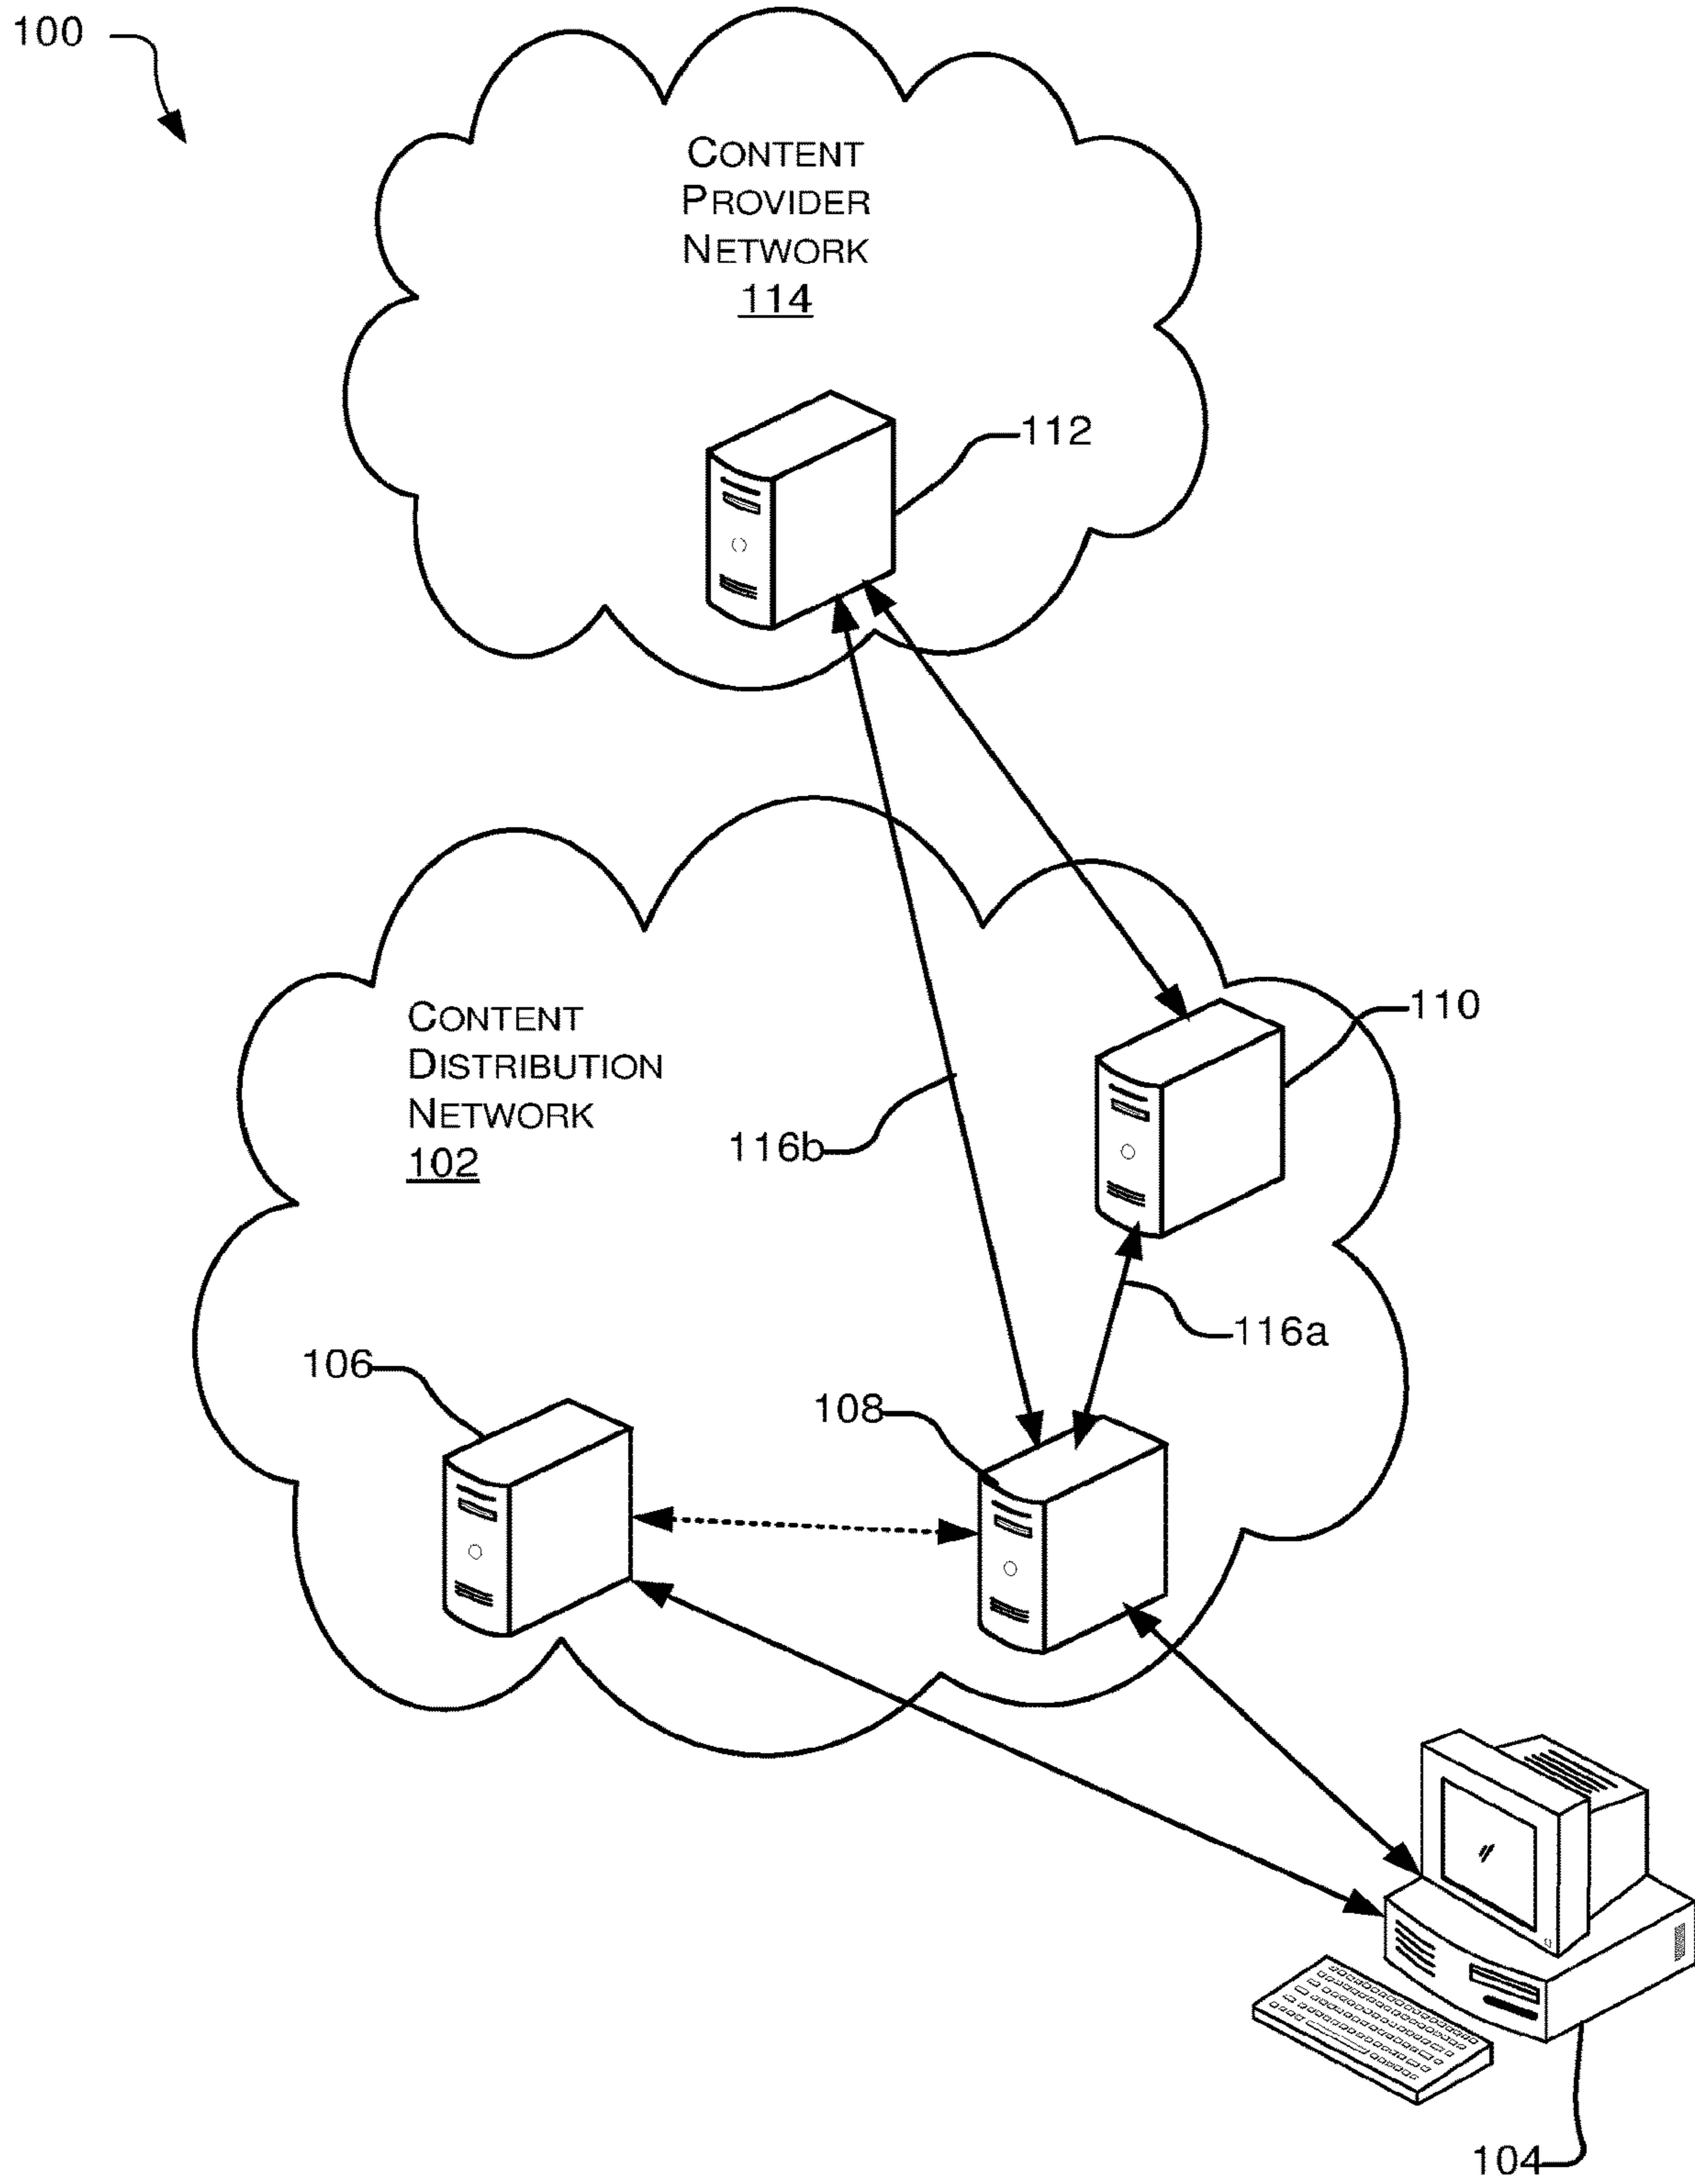 100
CONTENT
PROVIDER
NETWORK
114
112
CONTENT
DISTRIBUTION
NETWORK
102
110
116b
116a
106
108
104